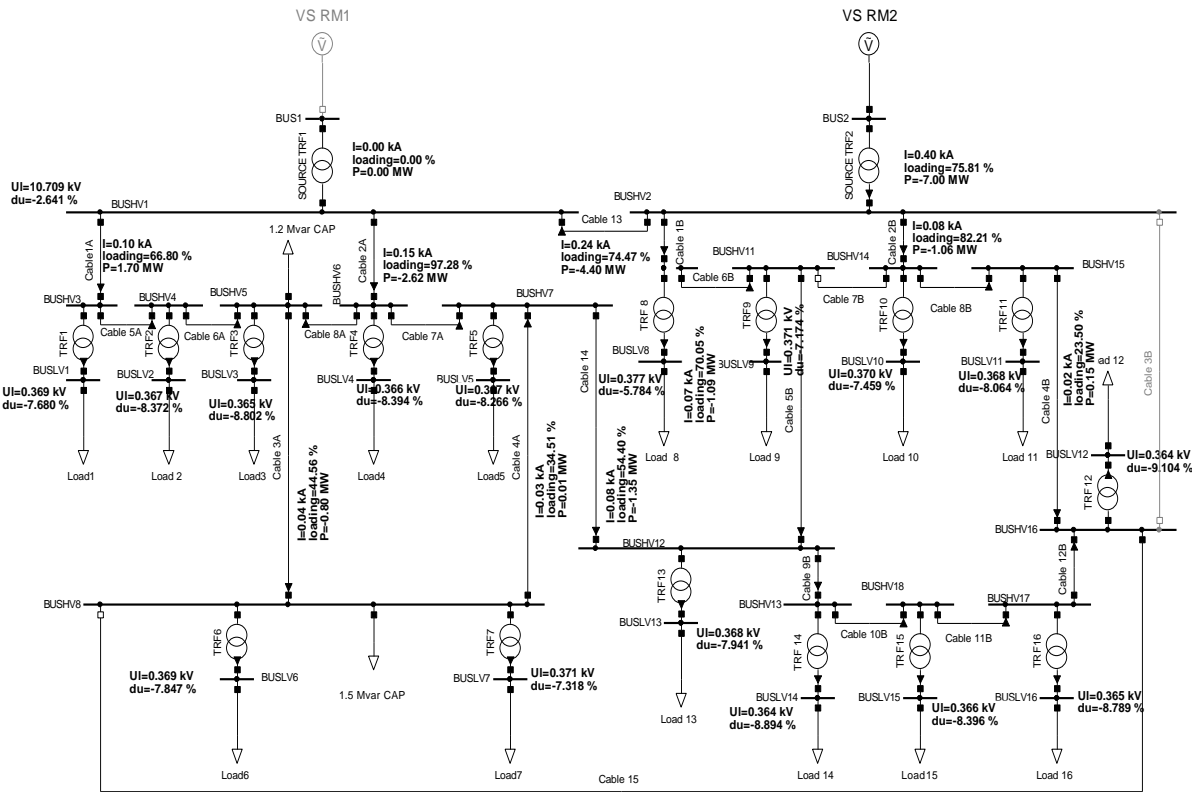 VS RM1
VS RM2
V
V
BUS1
BUS2
SOURCE TRF1
I=0.00 kA
loading=0.00 %
P=0.00 MW
SOURCE TRF2
I=0.40 kA
loading=75.81 %
P=-7.00 MW
Ul=10.709 kV
du=-2.641 %
BUSHV1
BUSHV2
Cable 13
1.2 Mvar CAP
Cable1A
I=0.10 kA
loading=66.80 %
P=1.70 MW
Cable 2A
I=0.15 kA
loading=97.28 %
P=-2.62 MW
I=0.24 kA
loading=74.47 %
P=-4.40 MW
Cable 1B
Cable 2B
I=0.08 kA
loading=82.21 %
P=-1.06 MW
BUSHV11
BUSHV14
BUSHV15
Cable 6B
Cable 7B
Cable 8B
BUSHV3
BUSHV4
BUSHV5
BUSHV6
BUSHV7
Cable 5A
Cable 6A
Cable 8A
Cable 7A
Cable 14
TRF1
TRF2
TRF3
TRF4
TRF5
TRF 8
TRF9
TRF10
TRF11
BUSLV1
BUSLV2
BUSLV3
BUSLV4
BUSLV5
BUSLV8
BUSLV9
BUSLV10
BUSLV11
Ul=0.369 kV
du=-7.680 %
Ul=0.367 kV
du=-8.372 %
Ul=0.365 kV
du=-8.802 %
Ul=0.366 kV
du=-8.394 %
du=-8.266 %
Ul=0.377 kV
du=-5.784 %
I=0.07 kA
loading=70.05 %
P=-1.09 MW
Ul=0.371 kV
du=-7.174 %
Ul=0.370 kV
du=-7.459 %
Ul=0.368 kV
du=-8.064 %
I=0.02 kA
loading=23.50 %
P=0.15 MW
ad 12
Cable 3B
Cable 5B
Cable 4B
Load1
Load 2
Load3
Load4
Load5
Load 8
Load 9
Load 10
Load 11
Cable 3A
I=0.04 kA
loading=44.56 %
P=-0.80 MW
Cable 4A
I=0.03 kA
loading=34.51 %
P=0.01 MW
I=0.08 kA
loading=54.40 %
P=-1.35 MW
BUSLV12
Ul=0.364 kV
du=-9.104 %
TRF12
BUSHV16
BUSHV12
TRF13
Cable 9B
Cable 12B
BUSHV8
BUSHV13
BUSHV18
BUSHV17
Cable 10B
Cable 11B
TRF6
TRF7
BUSLV13
Ul=0.368 kV
du=-7.941 %
TRF 14
TRF15
TRF16
Ul=0.369 kV
du=-7.847 %
BUSLV6
1.5 Mvar CAP
BUSLV7
Ul=0.371 kV
du=-7.318 %
BUSLV14
Ul=0.364 kV
du=-8.894 %
BUSLV15
Ul=0.366 kV
du=-8.396 %
BUSLV16
Ul=0.365 kV
du=-8.789 %
Load 13
Load6
Load7
Load 14
Load15
Load 16
Cable 15